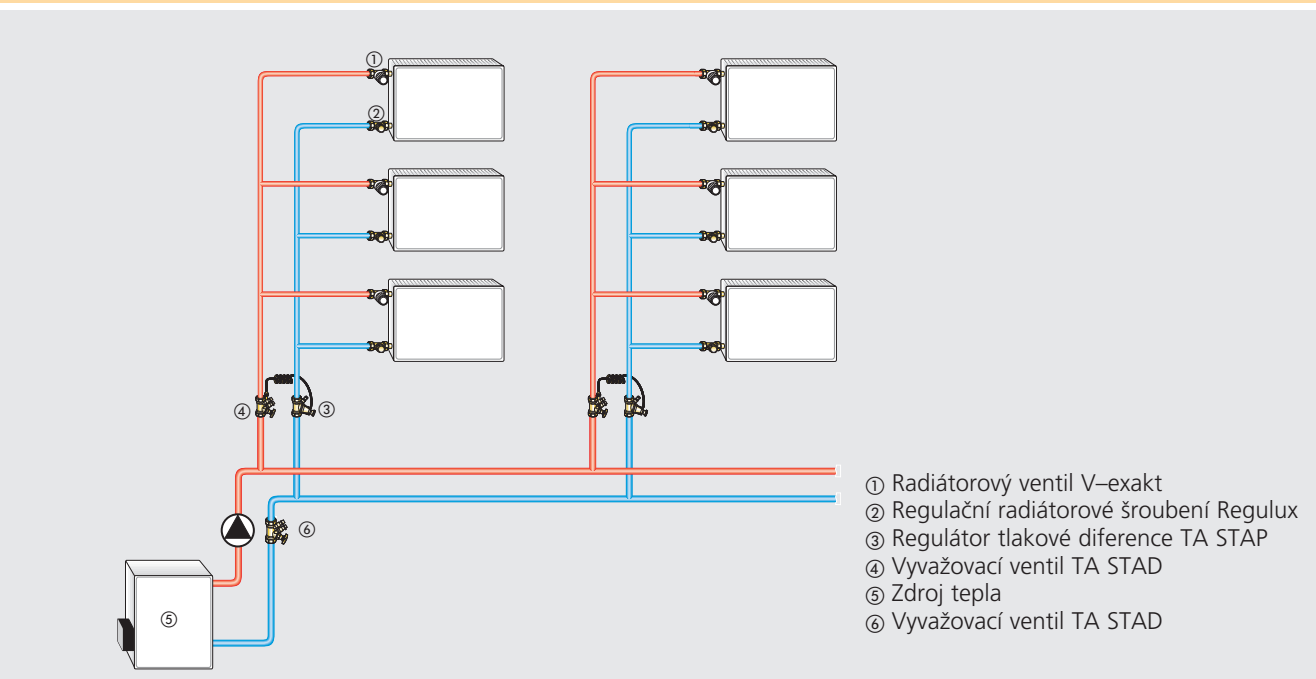 ①
②
④
③
⑥
⑤
① Radiátorový ventil V–exakt
② Regulační radiátorové šroubení Regulux
③ Regulátor tlakové diference TA STAP
④ Vyvažovací ventil TA STAD
⑤ Zdroj tepla
⑥ Vyvažovací ventil TA STAD